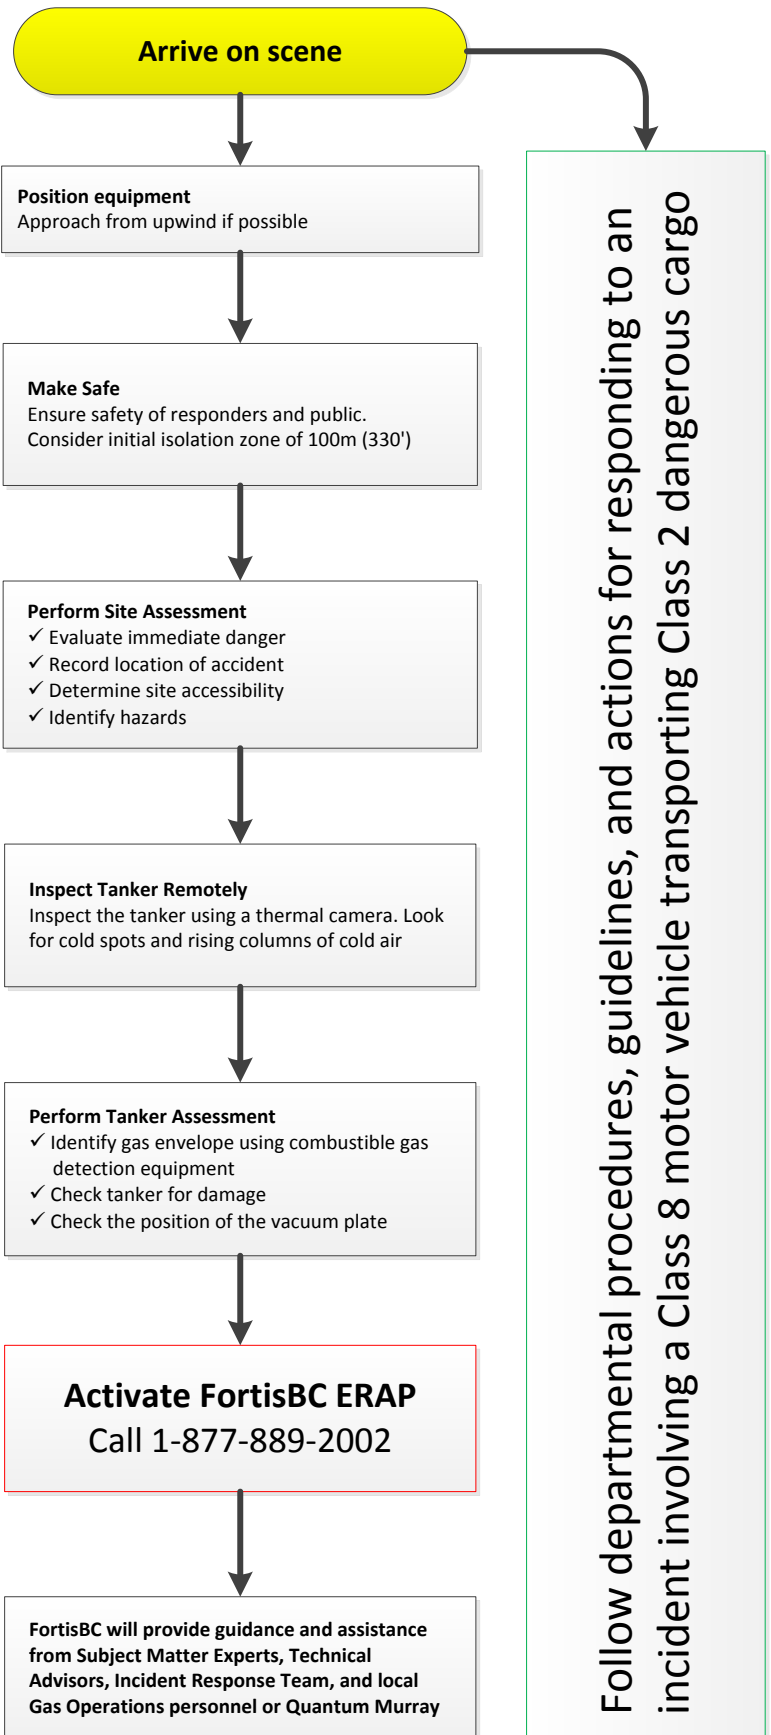 Arrive on scene
Position equipment
Approach from upwind if possible
Make Safe
Ensure safety of responders and public.
Consider initial isolation zone of 100m (330')
Perform Site Assessment
✓ Evaluate immediate danger
✓ Record location of accident
✓ Determine site accessibility
✓ Identify hazards
Inspect Tanker Remotely
Inspect the tanker using a thermal camera. Look
for cold spots and rising columns of cold air
Perform Tanker Assessment
✓ Identify gas envelope using combustible gas
detection equipment
✓ Check tanker for damage
✓ Check the position of the vacuum plate
Activate FortisBC ERAP
Call 1-877-889-2002
FortisBC will provide guidance and assistance
from Subject Matter Experts, Technical
Advisors, Incident Response Team, and local
Gas Operations personnel or Quantum Murray
Follow departmental procedures, guidelines, and actions for responding to an
incident involving a Class 8 motor vehicle transporting Class 2 dangerous cargo